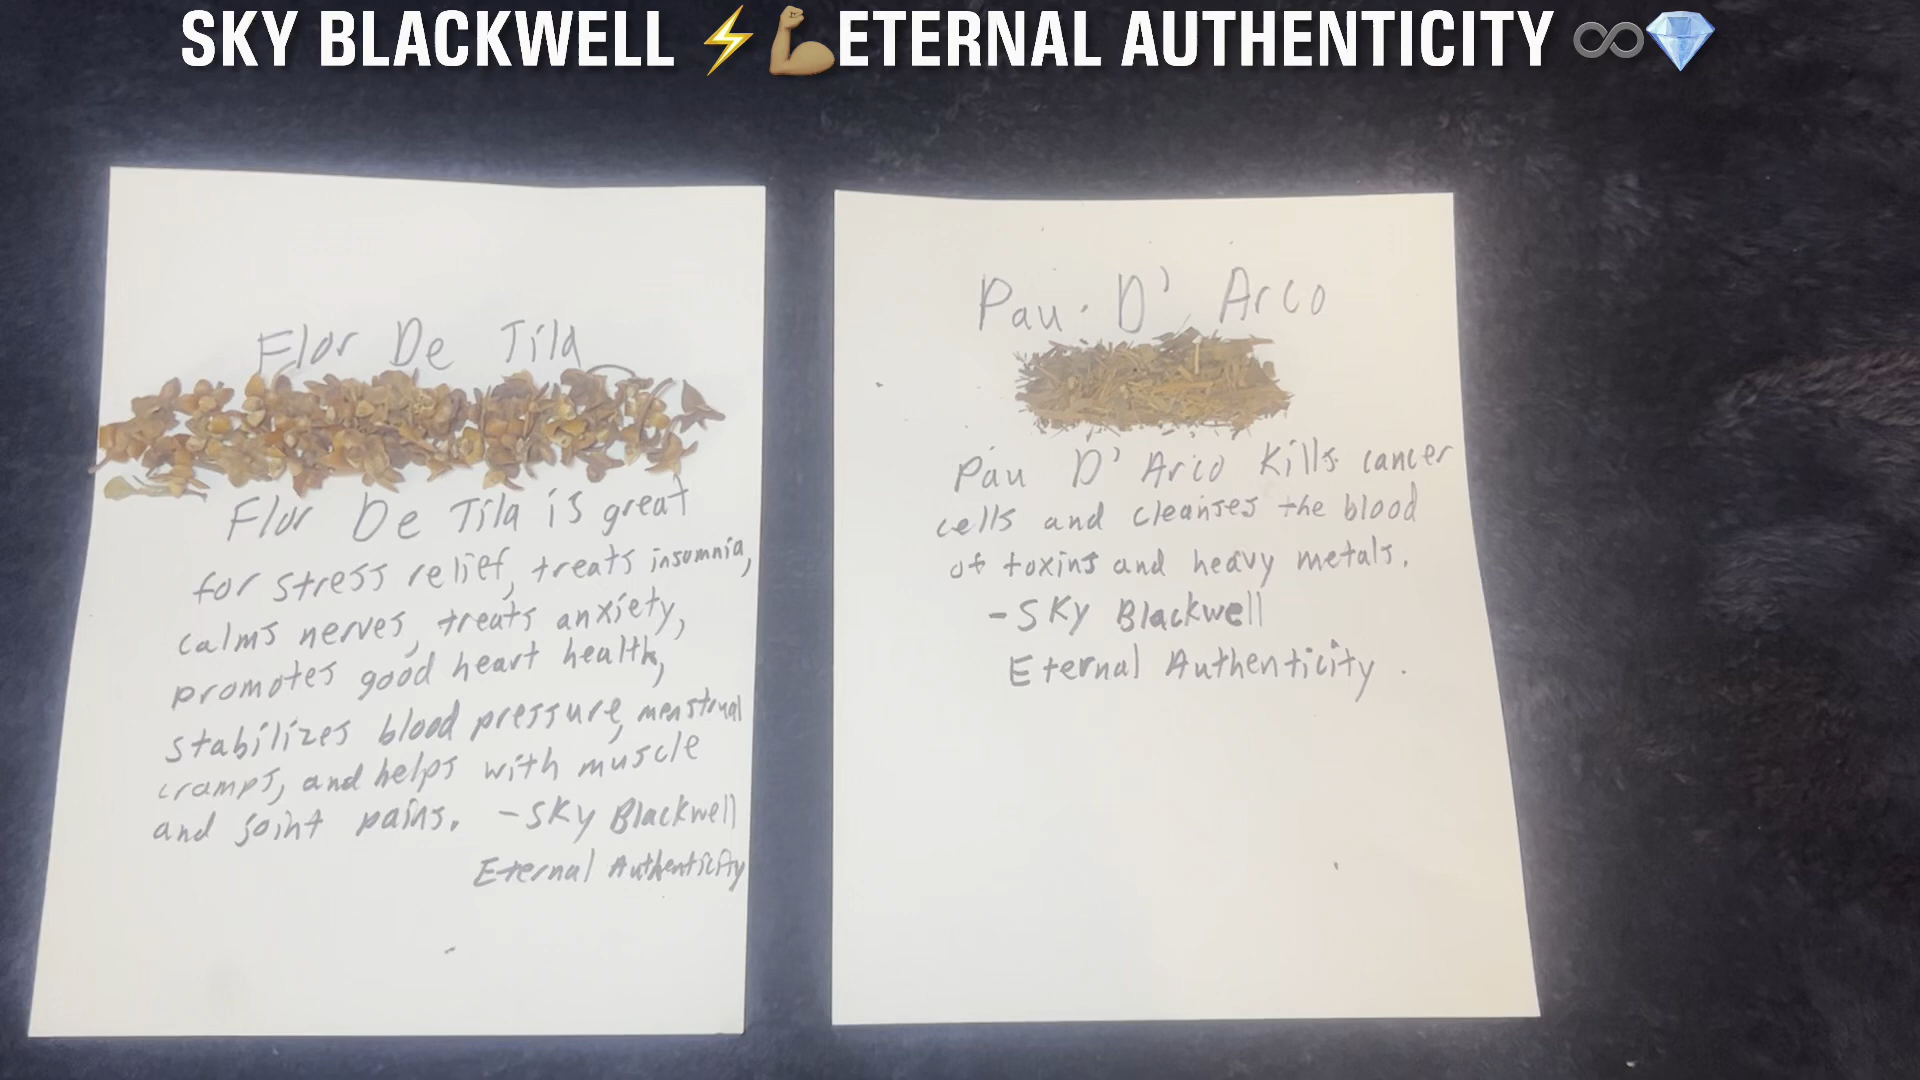 SKY BLACKWELL ⚡💪🏽ETERNAL AUTHENTICITY ♾️💎
Flor De Tila
Flor De Tila is great
for stress relief, treats insomnia,
calms nerves, treats anxiety,
promotes good heart health,
stabilizes blood pressure, menstrual
cramps, and helps with muscle
and joint pains. -Sky Blackwell
Eternal Authenticity
Pau D' Arco
Pau D' Arco Kills cancer
cells and cleanses the blood
of toxins and heavy metals.
-Sky Blackwell
Eternal Authenticity.